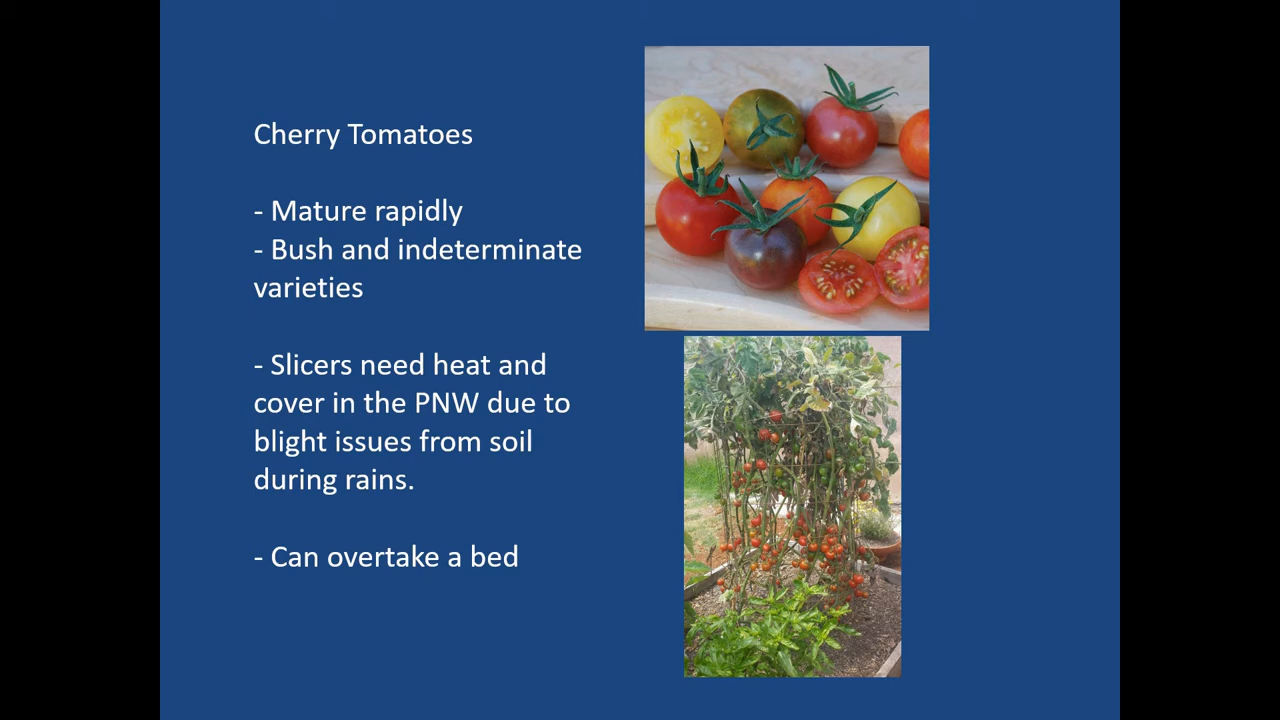 Cherry Tomatoes
- Mature rapidly
- Bush and indeterminate
varieties
- Slicers need heat and
cover in the PNW due to
blight issues from soil
during rains.
- Can overtake a bed